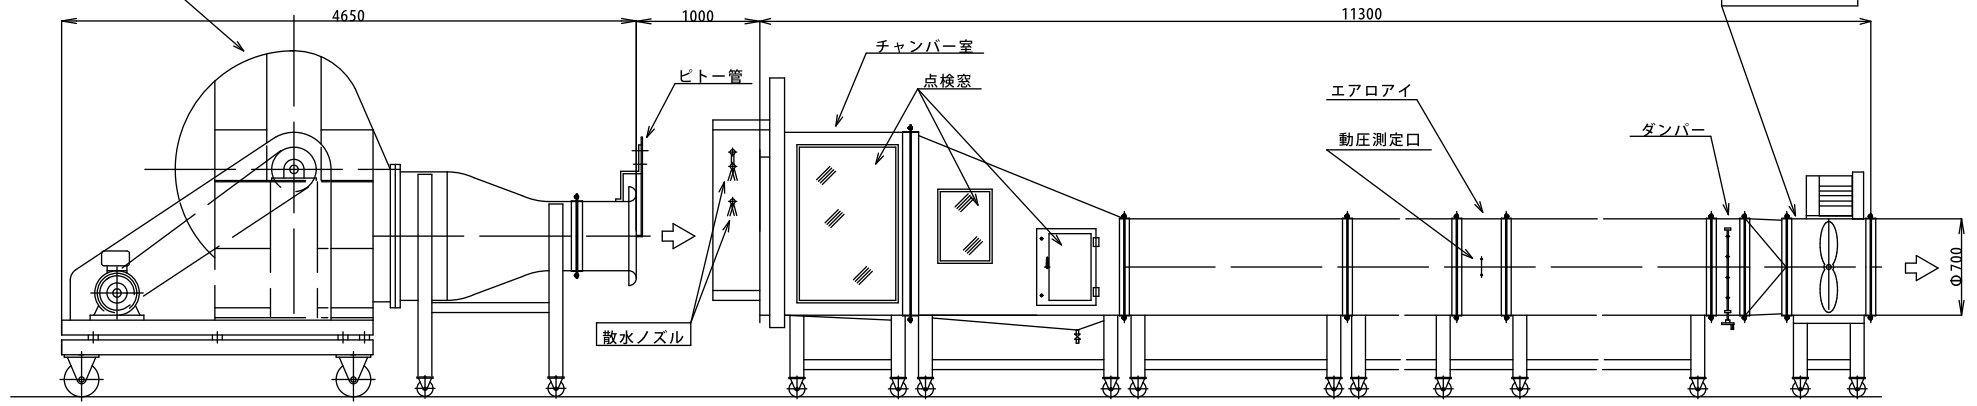 4650
1000
11300
チャンバー室
ピトー管
点検窓
エアロアイ
動圧測定口
ダンパー
Φ700
散水ノズル